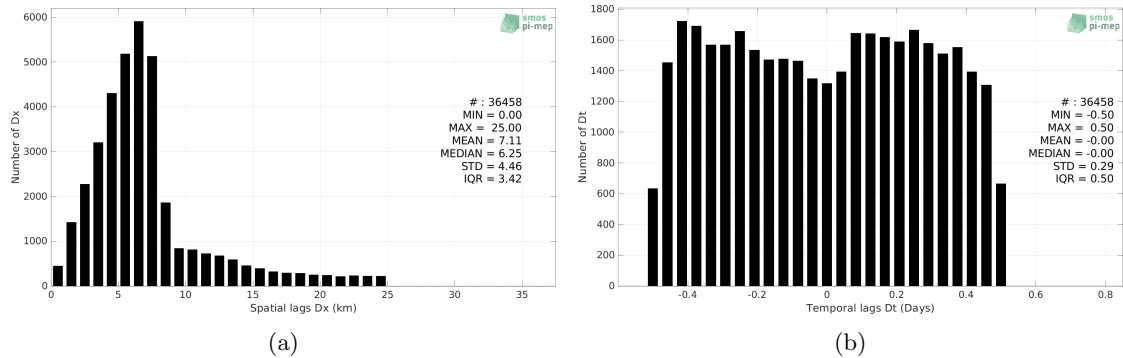 6000
5000
4000
3000
2000
1000
0
Number of Dx
0 5 10 15 20 25 30 35
Spatial lags Dx (km)
smos
pi-mep
# : 36458
MIN = 0.00
MAX = 25.00
MEAN = 7.11
MEDIAN = 6.25
STD = 4.46
IQR = 3.42
(a)
1800
1600
1400
1200
1000
800
600
400
200
0
Number of Dt
-0.4 -0.2 0 0.2 0.4 0.6 0.8
Temporal lags Dt (Days)
smos
pi-mep
# : 36458
MIN = -0.50
MAX = 0.50
MEAN = -0.00
MEDIAN = -0.00
STD = 0.29
IQR = 0.50
(b)